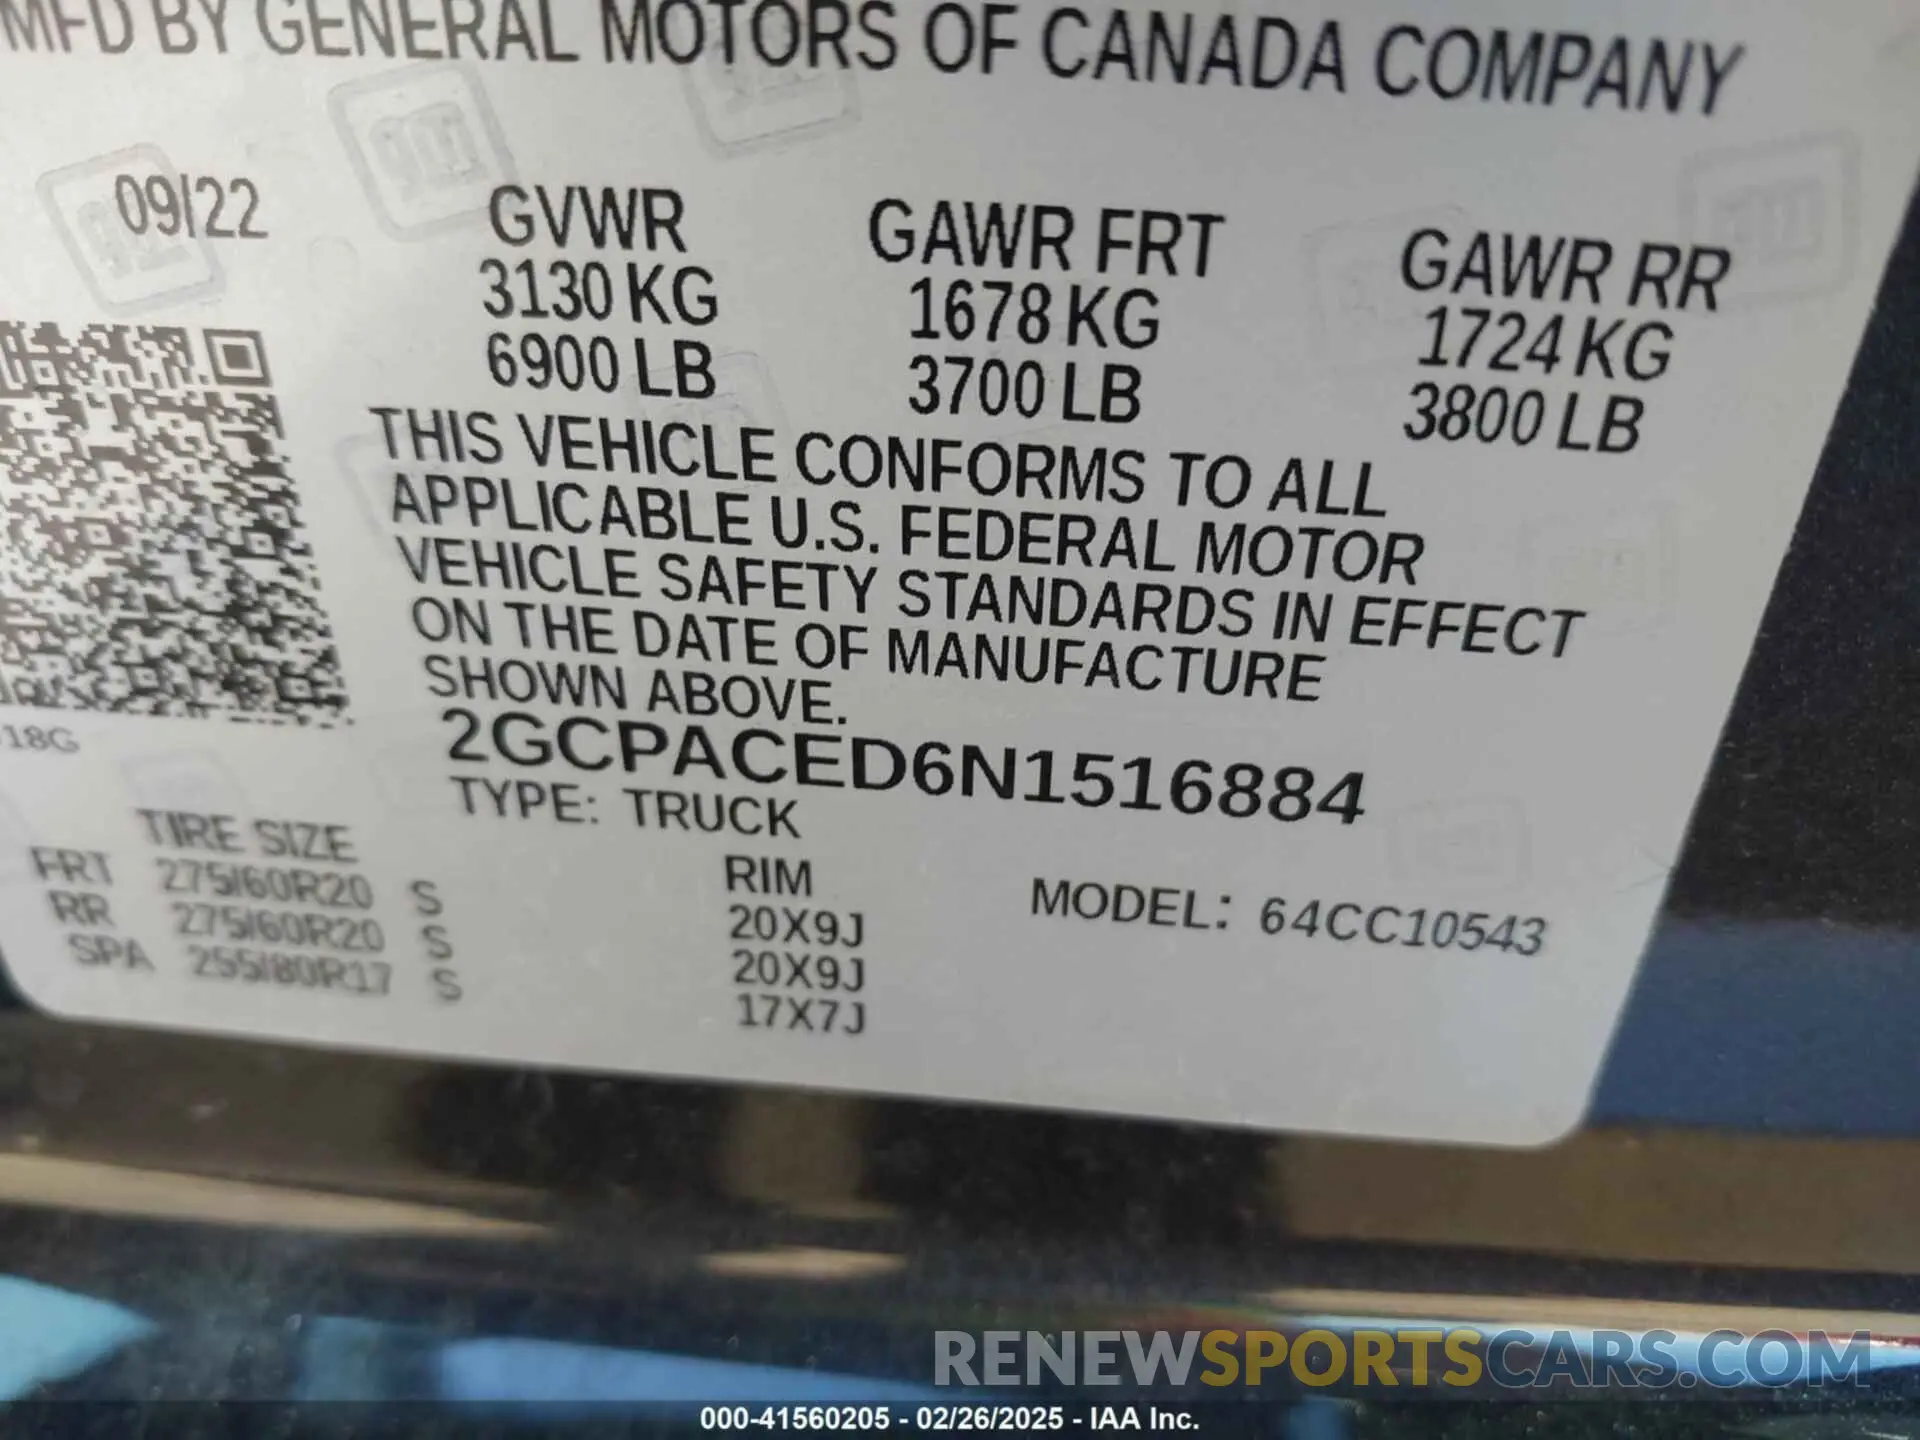 MFD BY GENERAL MOTORS OF CANADA COMPANY
09/22
GVWR GAWR FRT GAWR RR
3130 KG 1678 KG 1724 KG
6900 LB 3700 LB 3800 LB
THIS VEHICLE CONFORMS TO ALL
APPLICABLE U.S. FEDERAL MOTOR
VEHICLE SAFETY STANDARDS IN EFFECT
ON THE DATE OF MANUFACTURE
SHOWN ABOVE.
18G
2GCPACED6N1516884
TYPE: TRUCK
TIRE SIZE RIM MODEL: 64CC10543
FRT 275/60R20 S 20X9J
RR 275/60R20 S 20X9J
SPA 255/80R17 S 17X7J
RENEWSPORTSCARS.COM
000-41560205 - 02/26/2025 - IAA Inc.